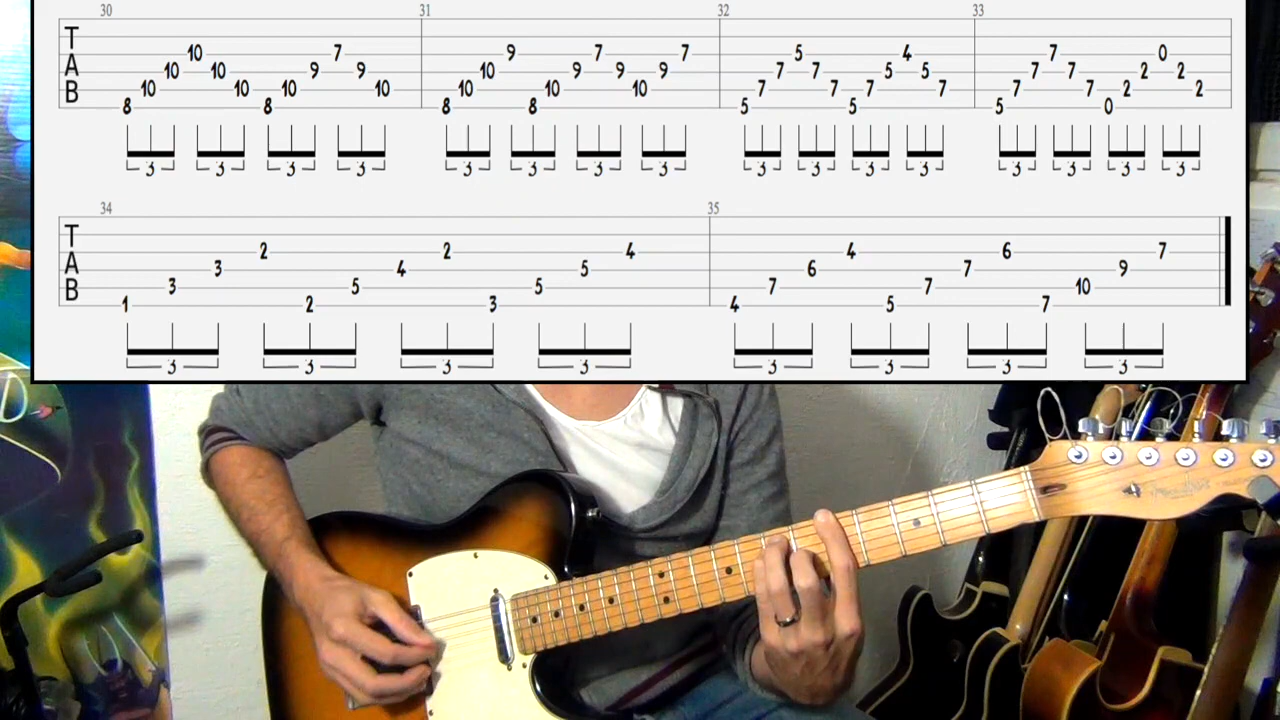 30 31 32 33
T 10 7 9 7 7 5 4 7 0
A 10 10 9 9 10 9 9 9 7 7 5 5 7 7 2 2
B 10 10 10 10 10 10 10 7 7 7 7 7 7 2 2
8 8 8 8 5 5 5 0
3 3 3 3 3 3 3 3 3 3 3 3 3 3 3 3
34 35
T 2 2 4 4 6 7
A 3 4 5 6 7 9
B 3 5 5 7 7 10
1 2 3 4 5 7
3 3 3 3 3 3 3 3